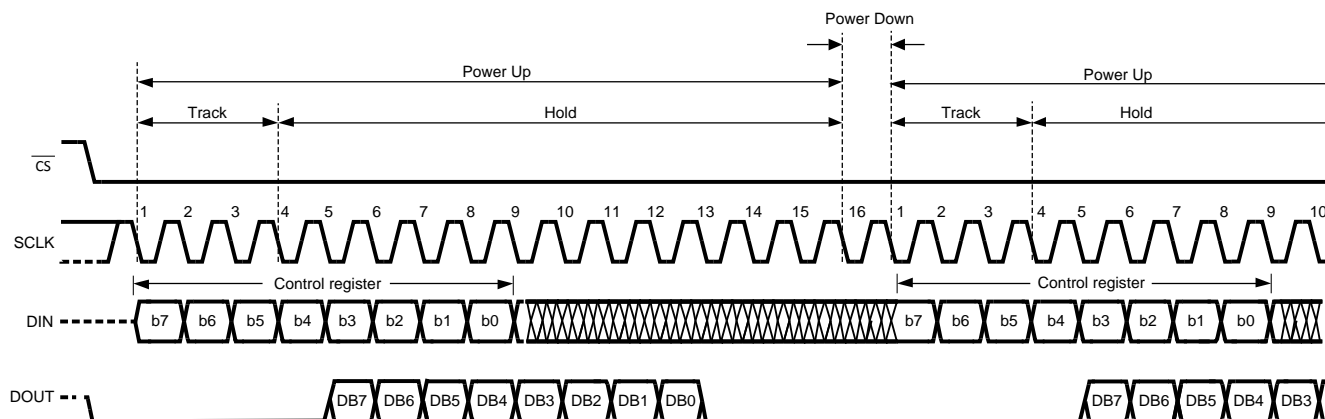 Power Down
Power Up
Power Up
Track
Hold
Track
Hold
CS
1 2 3 4 5 6 7 8 9 10 11 12 13 14 15 16 1 2 3 4 5 6 7 8 9 10
SCLK
Control register
Control register
DIN
b7 b6 b5 b4 b3 b2 b1 b0 b7 b6 b5 b4 b3 b2 b1 b0
DOUT
DB7 DB6 DB5 DB4 DB3 DB2 DB1 DB0 DB7 DB6 DB5 DB4 DB3